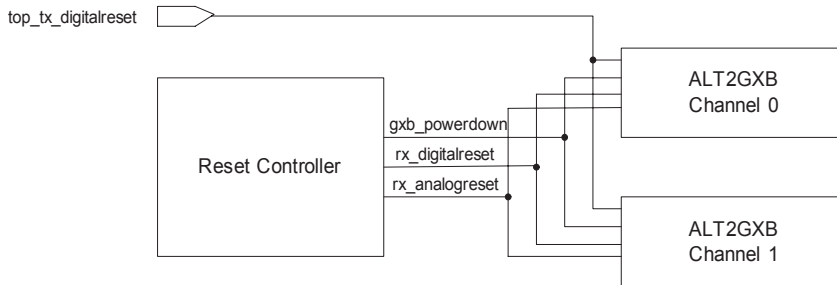 top_tx_digitalreset
ALT2GXB
Channel 0
gxb_powerdown
Reset Controller
rx_digitalreset
rx_analogreset
ALT2GXB
Channel 1